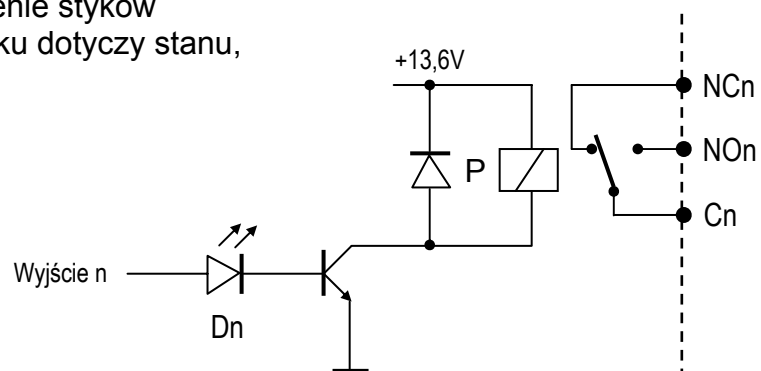 enie styków
ku dotyczy stanu,
+13,6V
NCn
P
NOn
Cn
Wyjście n
Dn